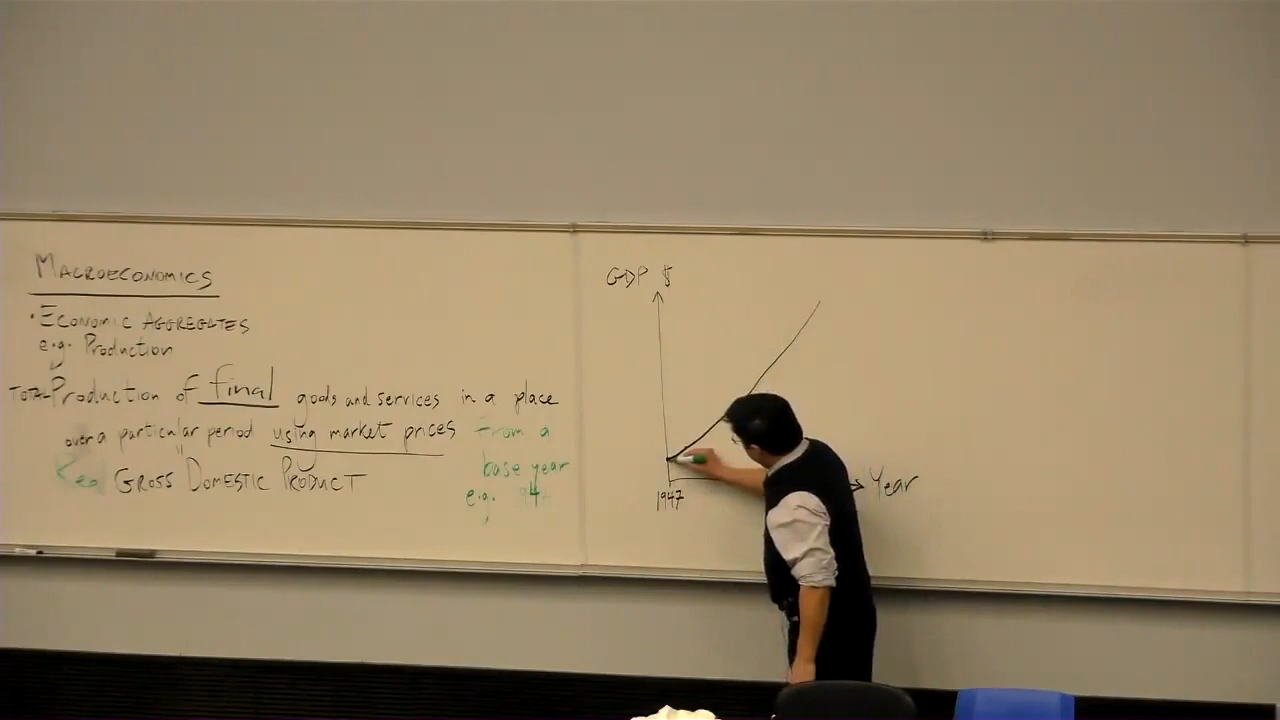 MACROECONOMICS
• ECONOMIC AGGREGATES
e.g. Production
TOTAL Production of final goods and services in a place
over a particular period using market prices from a
Real GROSS DOMESTIC PRODUCT base year
e.g.
GDP $
1947
Year